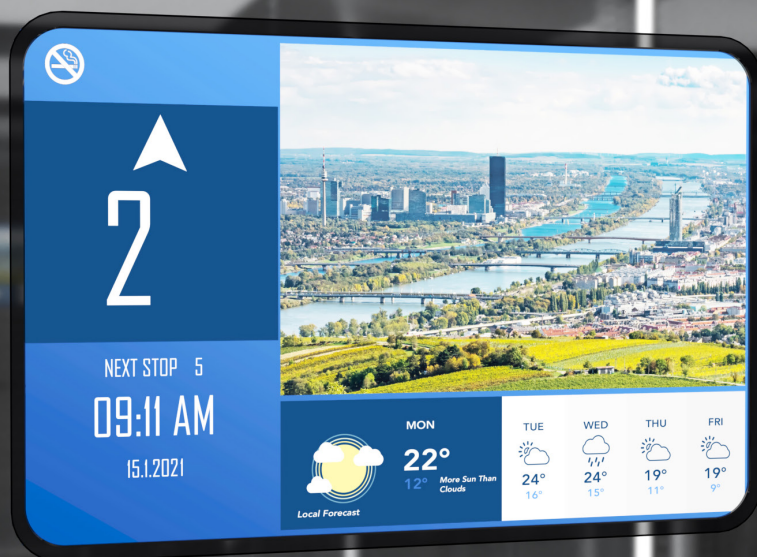 2
NEXT STOP 5
09:11 AM
15.1.2021
MON
22°
12°
More Sun Than
Clouds
Local Forecast
TUE
24°
16°
WED
24°
15°
THU
19°
11°
FRI
19°
9°